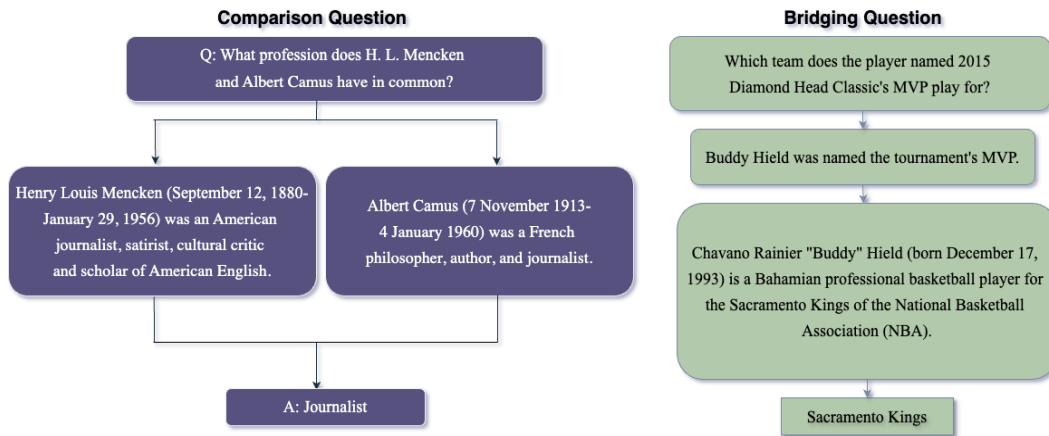 Comparison Question
Q: What profession does H. L. Mencken
and Albert Camus have in common?
Henry Louis Mencken (September 12, 1880-
January 29, 1956) was an American
journalist, satirist, cultural critic
and scholar of American English.
Albert Camus (7 November 1913-
4 January 1960) was a French
philosopher, author, and journalist.
A: Journalist
Bridging Question
Which team does the player named 2015
Diamond Head Classic's MVP play for?
Buddy Hield was named the tournament's MVP.
Chavano Rainier "Buddy" Hield (born December 17,
1993) is a Bahamian professional basketball player for
the Sacramento Kings of the National Basketball
Association (NBA).
Sacramento Kings